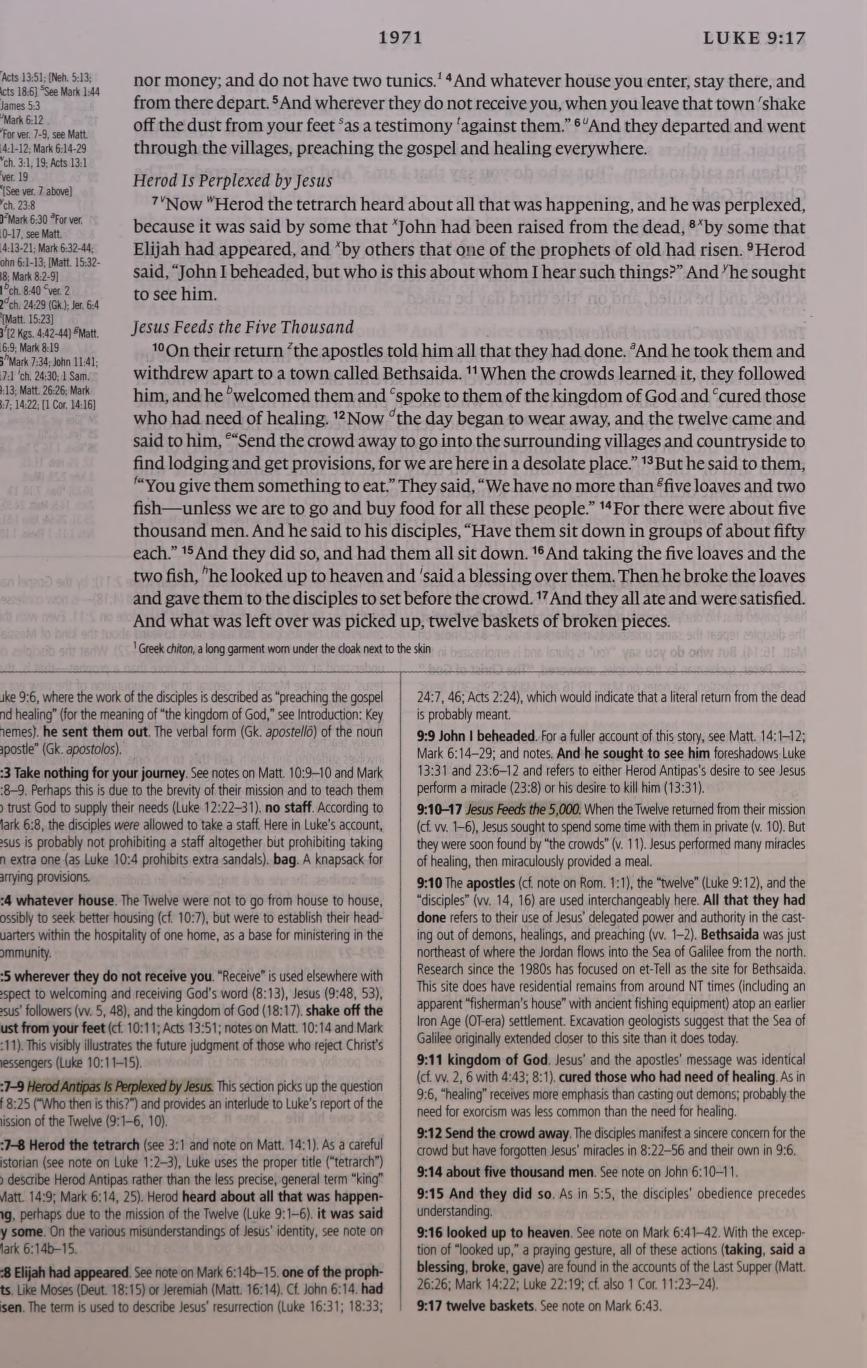 1971 LUKE 9:17
Acts 13:51; [Neh. 5:13;
Acts 18:6] ˢSee Mark 1:44
James 5:3
Mark 6:12
For ver. 7-9, see Matt.
4:1-12; Mark 6:14-29
ch. 3:1, 19; Acts 13:1
ver. 19
[See ver. 7 above]
ch. 23:8
Mark 6:30 ᵃFor ver.
0-17, see Matt.
4:13-21; Mark 6:32-44;
ohn 6:1-13; [Matt. 15:32-
38; Mark 8:2-9]
ᵇch. 8:40 ᶜver. 2
ᵈch. 24:29 (Gk.); Jer. 6:4
[Matt. 15:23]
[2 Kgs. 4:42-44] ᵍMatt.
16:9; Mark 8:19
ʰMark 7:34; John 11:41;
17:1 ⁱch. 24:30; 1 Sam.
9:13; Matt. 26:26; Mark
8:7; 14:22; [1 Cor. 14:16]
nor money; and do not have two tunics.¹ ⁴And whatever house you enter, stay there, and
from there depart. ⁵And wherever they do not receive you, when you leave that town ʳshake
off the dust from your feet ˢas a testimony ᵗagainst them.” ⁶ᵘAnd they departed and went
through the villages, preaching the gospel and healing everywhere.
Herod Is Perplexed by Jesus
⁷ᵛNow ʷHerod the tetrarch heard about all that was happening, and he was perplexed,
because it was said by some that ˣJohn had been raised from the dead, ⁸ˣby some that
Elijah had appeared, and ˣby others that one of the prophets of old had risen. ⁹Herod
said, “John I beheaded, but who is this about whom I hear such things?” And ʸhe sought
to see him.
Jesus Feeds the Five Thousand
¹⁰On their return ᶻthe apostles told him all that they had done. ᵃAnd he took them and
withdrew apart to a town called Bethsaida. ¹¹When the crowds learned it, they followed
him, and he ᵇwelcomed them and ᶜspoke to them of the kingdom of God and ᶜcured those
who had need of healing. ¹²Now ᵈthe day began to wear away, and the twelve came and
said to him, ᵉ“Send the crowd away to go into the surrounding villages and countryside to
find lodging and get provisions, for we are here in a desolate place.” ¹³But he said to them,
ᶠ“You give them something to eat.” They said, “We have no more than ᵍfive loaves and two
fish—unless we are to go and buy food for all these people.” ¹⁴For there were about five
thousand men. And he said to his disciples, “Have them sit down in groups of about fifty
each.” ¹⁵And they did so, and had them all sit down. ¹⁶And taking the five loaves and the
two fish, ʰhe looked up to heaven and ⁱsaid a blessing over them. Then he broke the loaves
and gave them to the disciples to set before the crowd. ¹⁷And they all ate and were satisfied.
And what was left over was picked up, twelve baskets of broken pieces.
¹ Greek chiton, a long garment worn under the cloak next to the skin
uke 9:6, where the work of the disciples is described as “preaching the gospel
nd healing” (for the meaning of “the kingdom of God,” see Introduction: Key
hemes). he sent them out. The verbal form (Gk. apostellō) of the noun
apostle” (Gk. apostolos).
:3 Take nothing for your journey. See notes on Matt. 10:9–10 and Mark
:8–9. Perhaps this is due to the brevity of their mission and to teach them
o trust God to supply their needs (Luke 12:22–31). no staff. According to
Mark 6:8, the disciples were allowed to take a staff. Here in Luke’s account,
esus is probably not prohibiting a staff altogether but prohibiting taking
n extra one (as Luke 10:4 prohibits extra sandals). bag. A knapsack for
arrying provisions.
:4 whatever house. The Twelve were not to go from house to house,
ossibly to seek better housing (cf. 10:7), but were to establish their head-
uarters within the hospitality of one home, as a base for ministering in the
ommunity.
:5 wherever they do not receive you. “Receive” is used elsewhere with
espect to welcoming and receiving God’s word (8:13), Jesus (9:48, 53),
esus’ followers (vv. 5, 48), and the kingdom of God (18:17). shake off the
ust from your feet (cf. 10:11; Acts 13:51; notes on Matt. 10:14 and Mark
:11). This visibly illustrates the future judgment of those who reject Christ’s
essengers (Luke 10:11–15).
:7–9 Herod Antipas Is Perplexed by Jesus. This section picks up the question
f 8:25 (“Who then is this?”) and provides an interlude to Luke’s report of the
ission of the Twelve (9:1–6, 10).
:7–8 Herod the tetrarch (see 3:1 and note on Matt. 14:1). As a careful
istorian (see note on Luke 1:2–3), Luke uses the proper title (“tetrarch”)
o describe Herod Antipas rather than the less precise, general term “king”
Matt. 14:9; Mark 6:14, 25). Herod heard about all that was happen-
ng, perhaps due to the mission of the Twelve (Luke 9:1–6). it was said
y some. On the various misunderstandings of Jesus’ identity, see note on
Mark 6:14b–15.
:8 Elijah had appeared. See note on Mark 6:14b–15. one of the proph-
ts. Like Moses (Deut. 18:15) or Jeremiah (Matt. 16:14). Cf. John 6:14. had
isen. The term is used to describe Jesus’ resurrection (Luke 16:31; 18:33;
24:7, 46; Acts 2:24), which would indicate that a literal return from the dead
is probably meant.
9:9 John I beheaded. For a fuller account of this story, see Matt. 14:1–12;
Mark 6:14–29; and notes. And he sought to see him foreshadows Luke
13:31 and 23:6–12 and refers to either Herod Antipas’s desire to see Jesus
perform a miracle (23:8) or his desire to kill him (13:31).
9:10–17 Jesus Feeds the 5,000. When the Twelve returned from their mission
(cf. vv. 1–6), Jesus sought to spend some time with them in private (v. 10). But
they were soon found by “the crowds” (v. 11). Jesus performed many miracles
of healing, then miraculously provided a meal.
9:10 The apostles (cf. note on Rom. 1:1), the “twelve” (Luke 9:12), and the
“disciples” (vv. 14, 16) are used interchangeably here. All that they had
done refers to their use of Jesus’ delegated power and authority in the cast-
ing out of demons, healings, and preaching (vv. 1–2). Bethsaida was just
northeast of where the Jordan flows into the Sea of Galilee from the north.
Research since the 1980s has focused on et-Tell as the site for Bethsaida.
This site does have residential remains from around NT times (including an
apparent “fisherman’s house” with ancient fishing equipment) atop an earlier
Iron Age (OT-era) settlement. Excavation geologists suggest that the Sea of
Galilee originally extended closer to this site than it does today.
9:11 kingdom of God. Jesus’ and the apostles’ message was identical
(cf. vv. 2, 6 with 4:43; 8:1). cured those who had need of healing. As in
9:6, “healing” receives more emphasis than casting out demons; probably the
need for exorcism was less common than the need for healing.
9:12 Send the crowd away. The disciples manifest a sincere concern for the
crowd but have forgotten Jesus’ miracles in 8:22–56 and their own in 9:6.
9:14 about five thousand men. See note on John 6:10–11.
9:15 And they did so. As in 5:5, the disciples’ obedience precedes
understanding.
9:16 looked up to heaven. See note on Mark 6:41–42. With the excep-
tion of “looked up,” a praying gesture, all of these actions (taking, said a
blessing, broke, gave) are found in the accounts of the Last Supper (Matt.
26:26; Mark 14:22; Luke 22:19; cf. also 1 Cor. 11:23–24).
9:17 twelve baskets. See note on Mark 6:43.